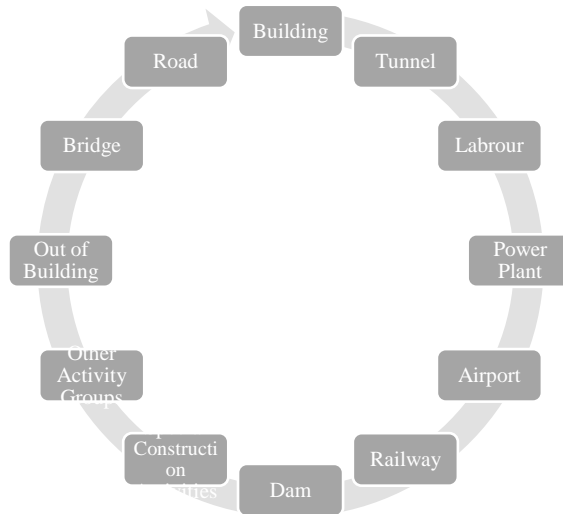 Building
Tunnel
Labrour
Power
Plant
Airport
Railway
Dam
Constructi
on
Other
Activity
Groups
Out of
Building
Bridge
Road